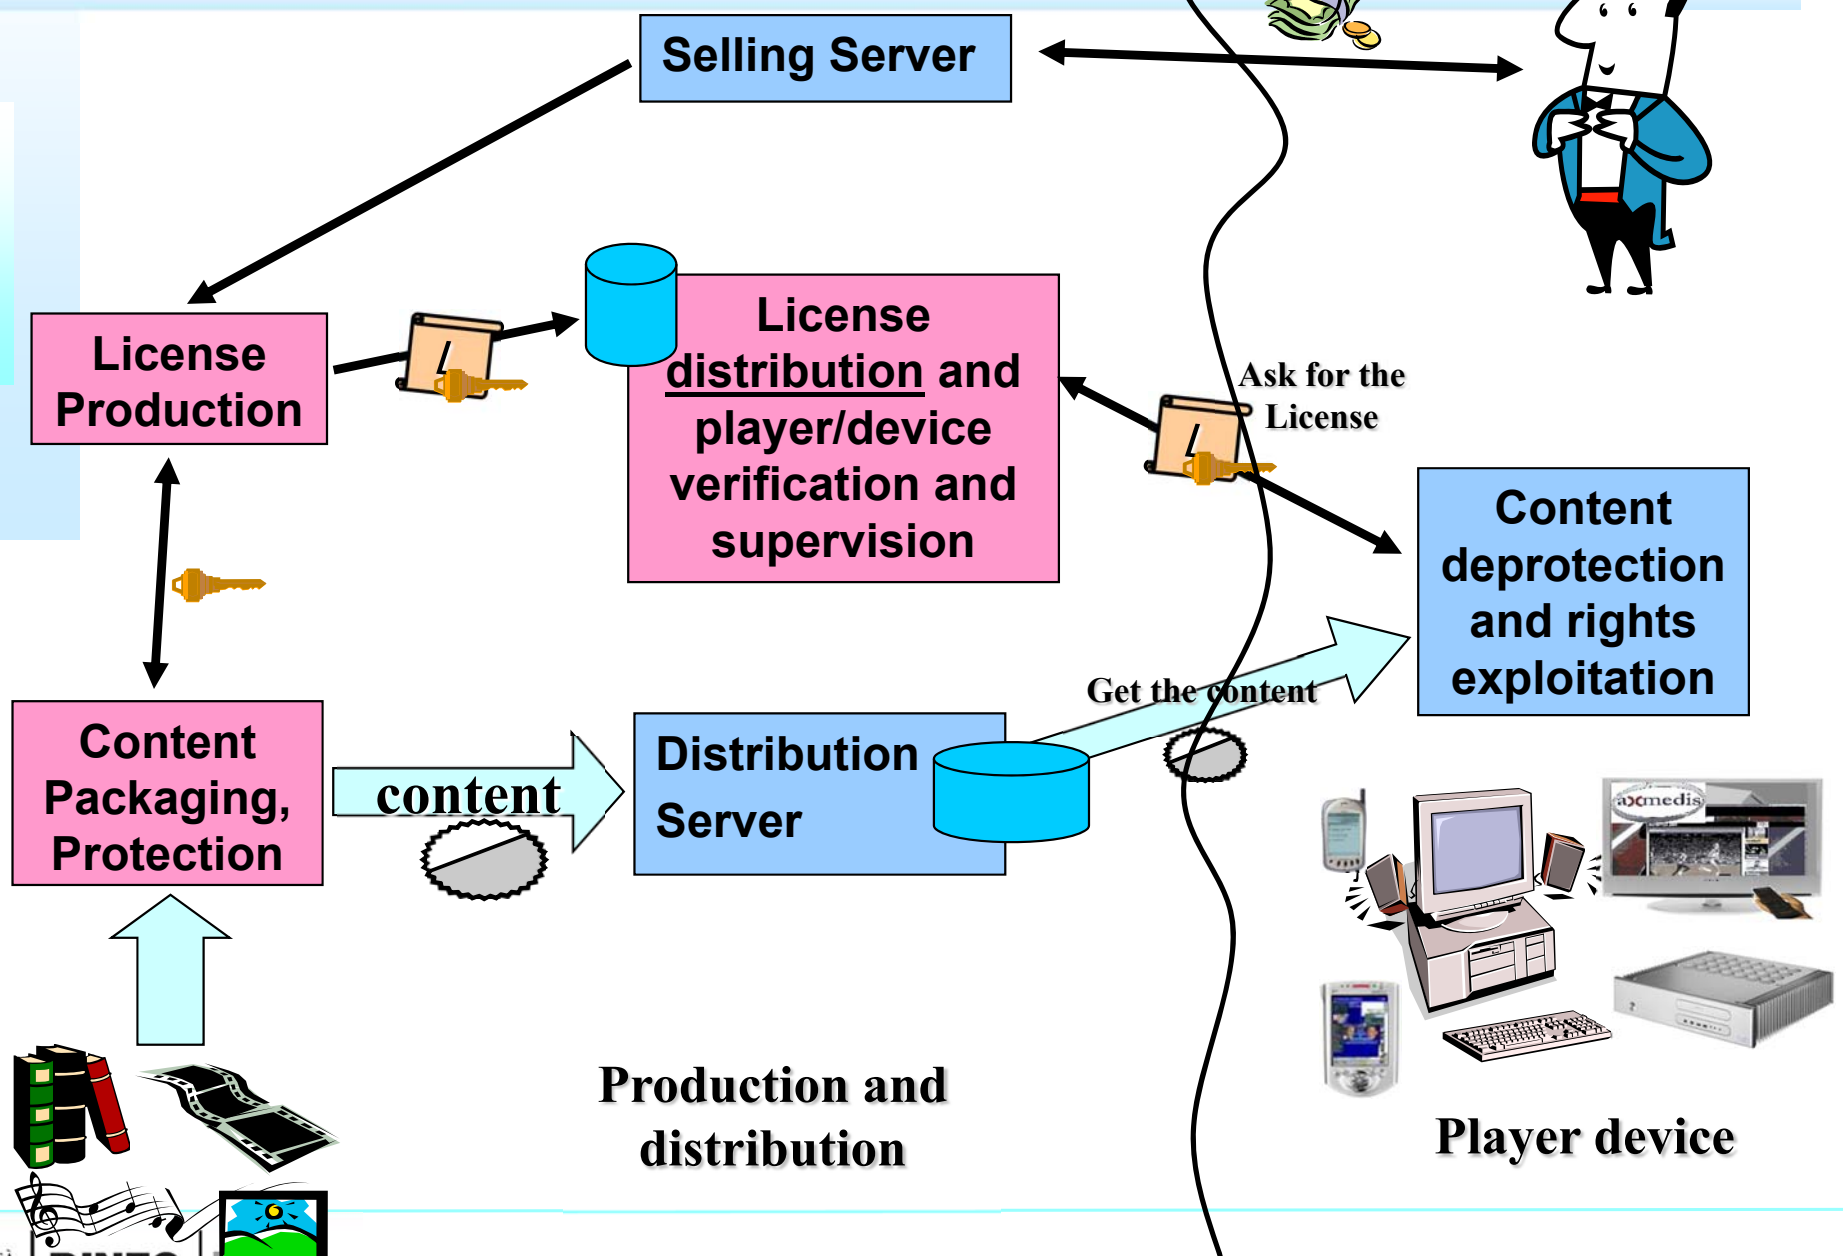 Selling Server
License
Production
L
License
distribution and
player/device
verification and
supervision
Ask for the
License
L
Content
deprotection
and rights
exploitation
Get the content
Content
Packaging,
Protection
content
Distribution
Server
axmedis
Production and
distribution
Player device